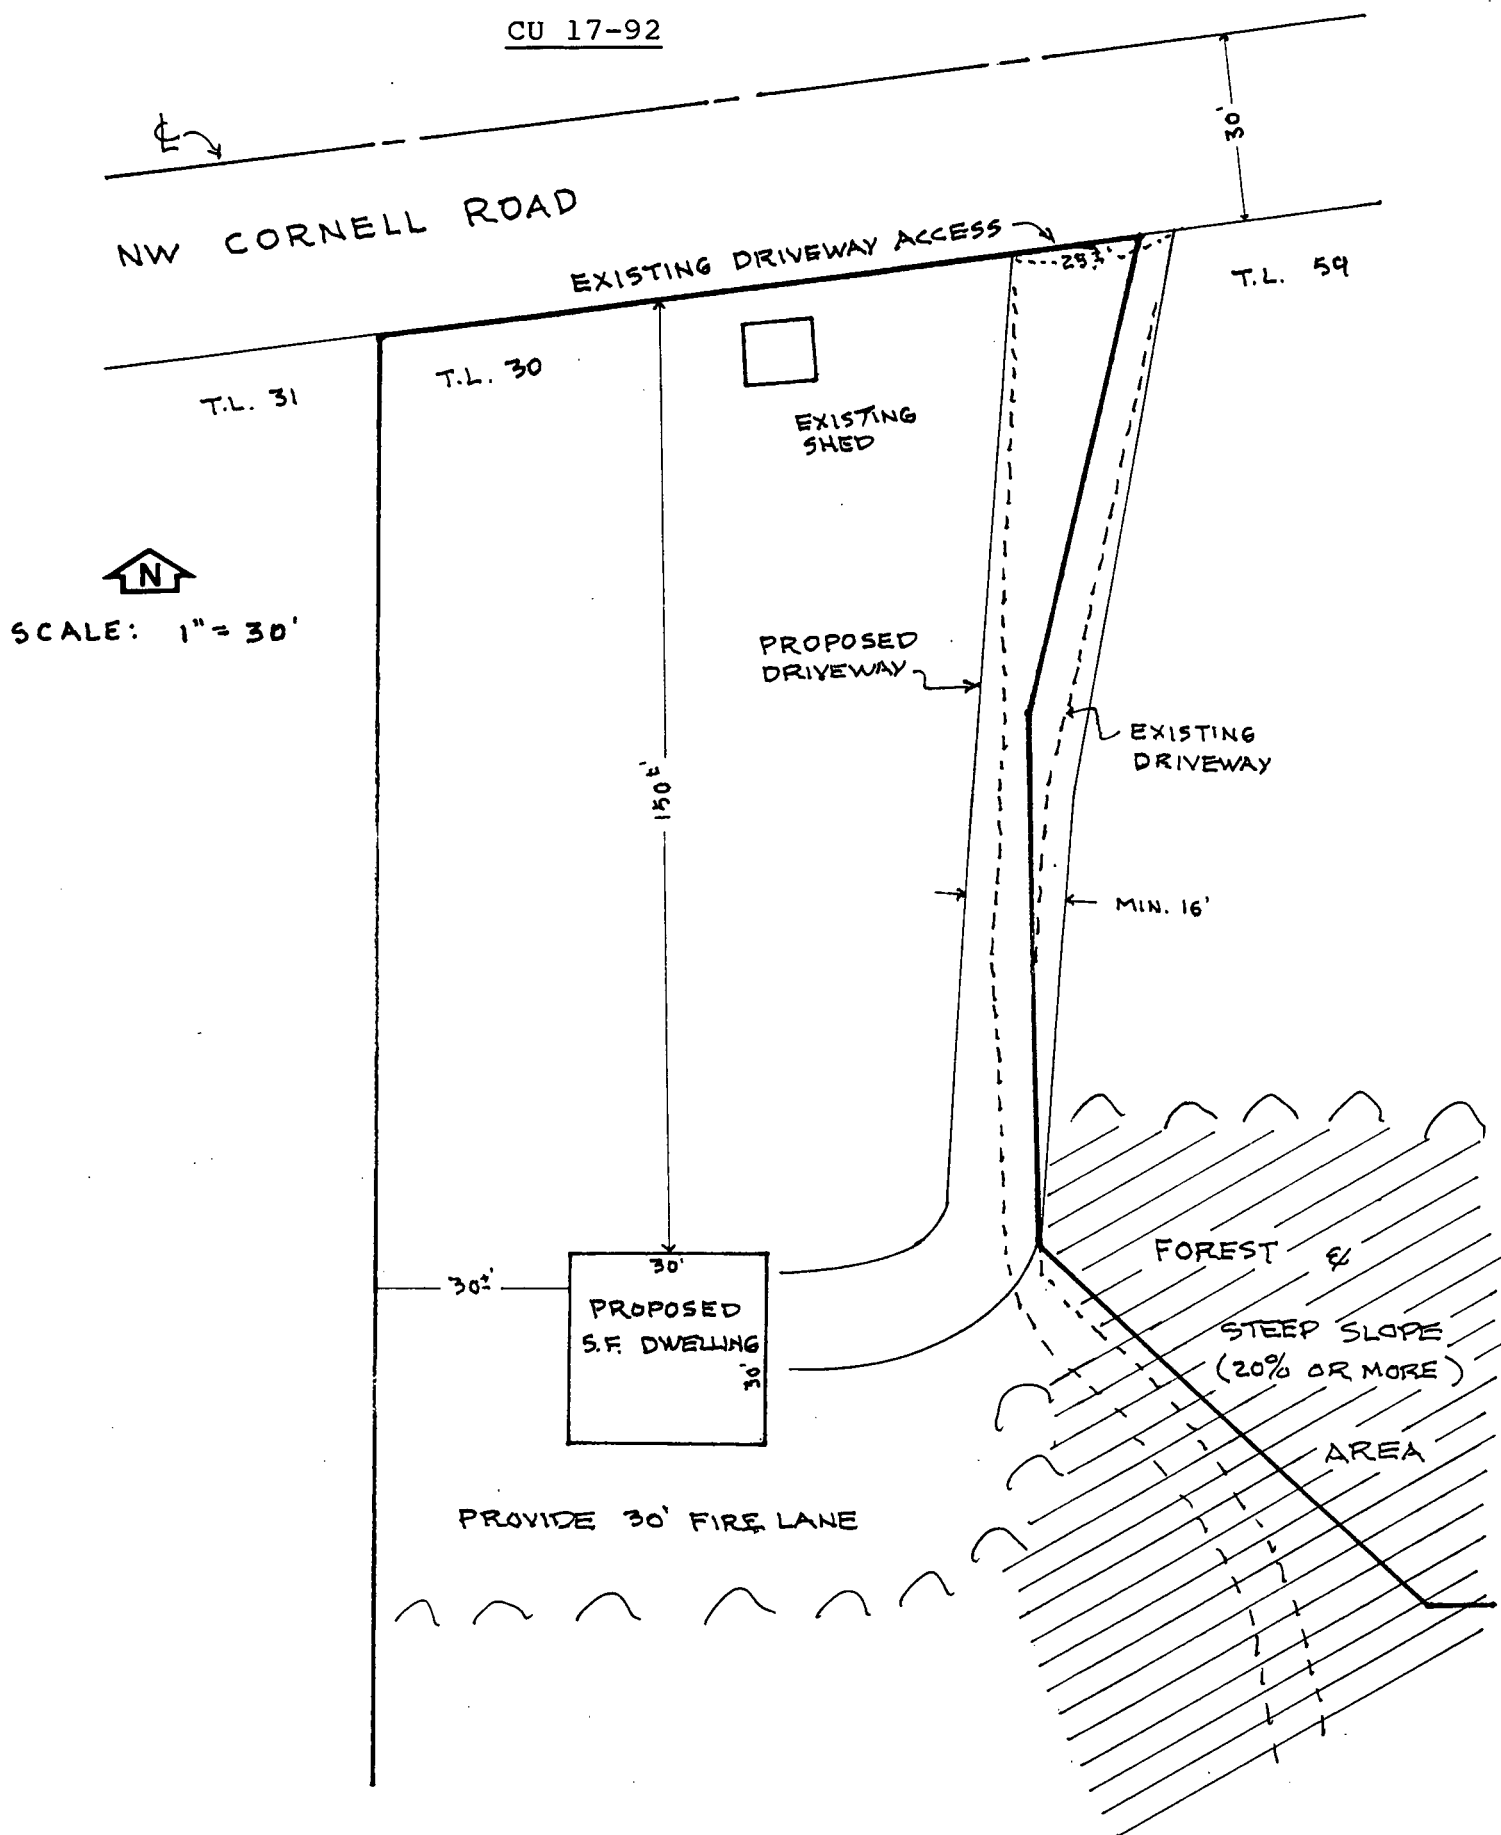 CU 17-92
℄
30'
NW CORNELL ROAD
EXISTING DRIVEWAY ACCESS
25±'
T.L. 59
T.L. 31
T.L. 30
EXISTING
SHED
N
SCALE: 1" = 30'
PROPOSED
DRIVEWAY
EXISTING
DRIVEWAY
150±'
MIN. 16'
FOREST &
STEEP SLOPE
(20% OR MORE)
AREA
30±'
30'
PROPOSED
S.F. DWELLING
30'
PROVIDE 30' FIRE LANE